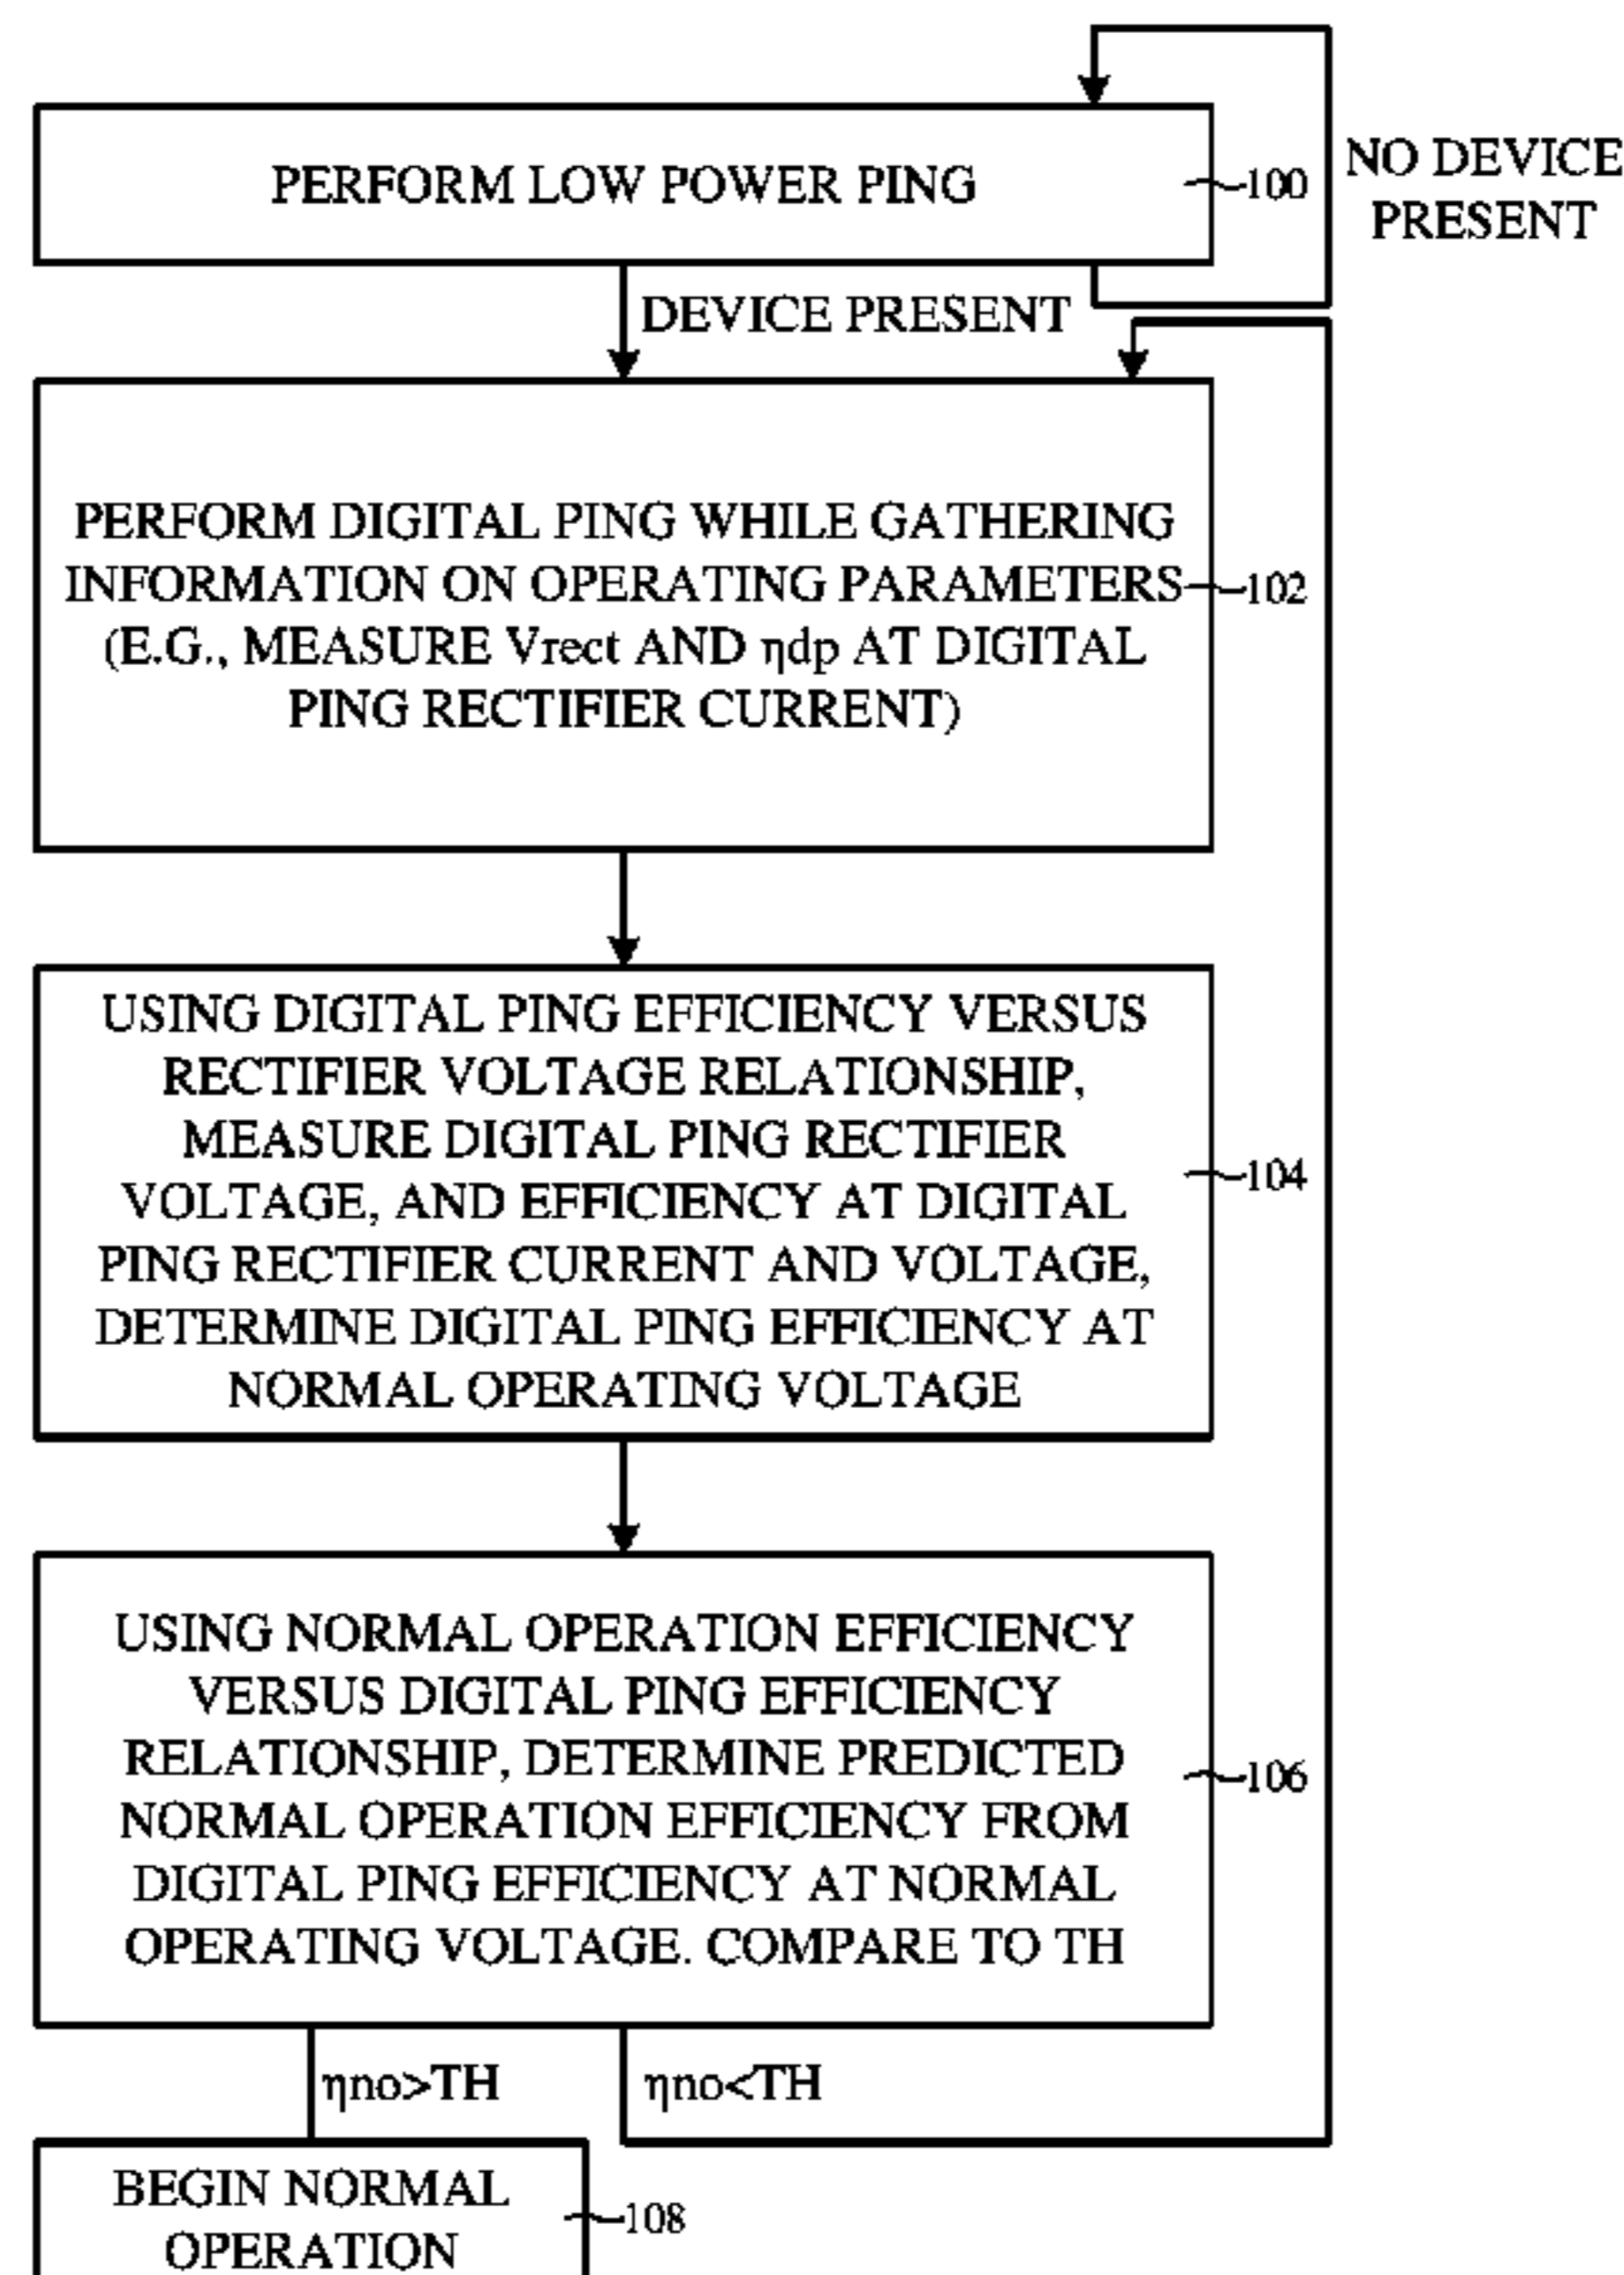 PERFORM LOW POWER PING
100
NO DEVICE
PRESENT
DEVICE PRESENT
PERFORM DIGITAL PING WHILE GATHERING
INFORMATION ON OPERATING PARAMETERS
(E.G., MEASURE Vrect AND ηdp AT DIGITAL
PING RECTIFIER CURRENT)
102
USING DIGITAL PING EFFICIENCY VERSUS
RECTIFIER VOLTAGE RELATIONSHIP,
MEASURE DIGITAL PING RECTIFIER
VOLTAGE, AND EFFICIENCY AT DIGITAL
PING RECTIFIER CURRENT AND VOLTAGE,
DETERMINE DIGITAL PING EFFICIENCY AT
NORMAL OPERATING VOLTAGE
104
USING NORMAL OPERATION EFFICIENCY
VERSUS DIGITAL PING EFFICIENCY
RELATIONSHIP, DETERMINE PREDICTED
NORMAL OPERATION EFFICIENCY FROM
DIGITAL PING EFFICIENCY AT NORMAL
OPERATING VOLTAGE. COMPARE TO TH
106
ηno>TH
ηno<TH
BEGIN NORMAL
OPERATION
108